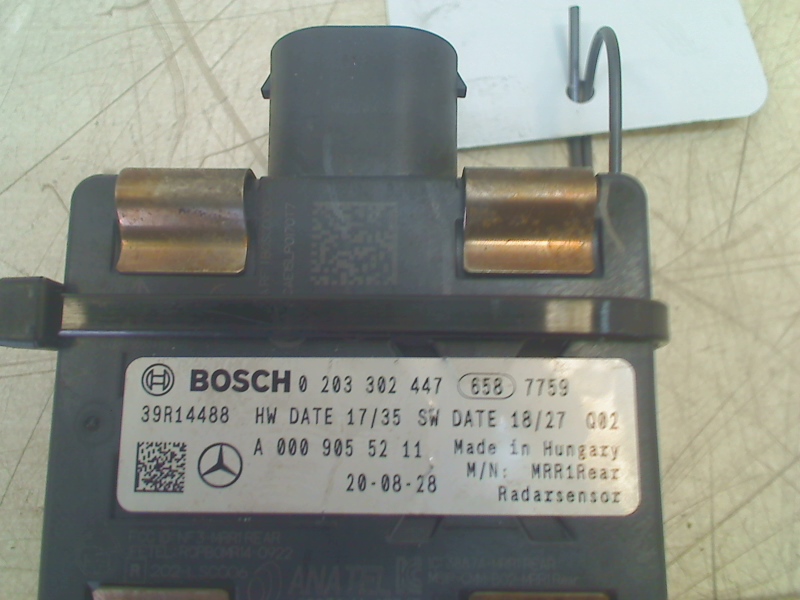 BOSCH 0 203 302 447 658 7759
39R14488 HW DATE 17/35 SW DATE 18/27 Q02
A 000 905 52 11 Made in Hungary
M/N: MRR1Rear
20-08-28 Radarsensor
ANATEL